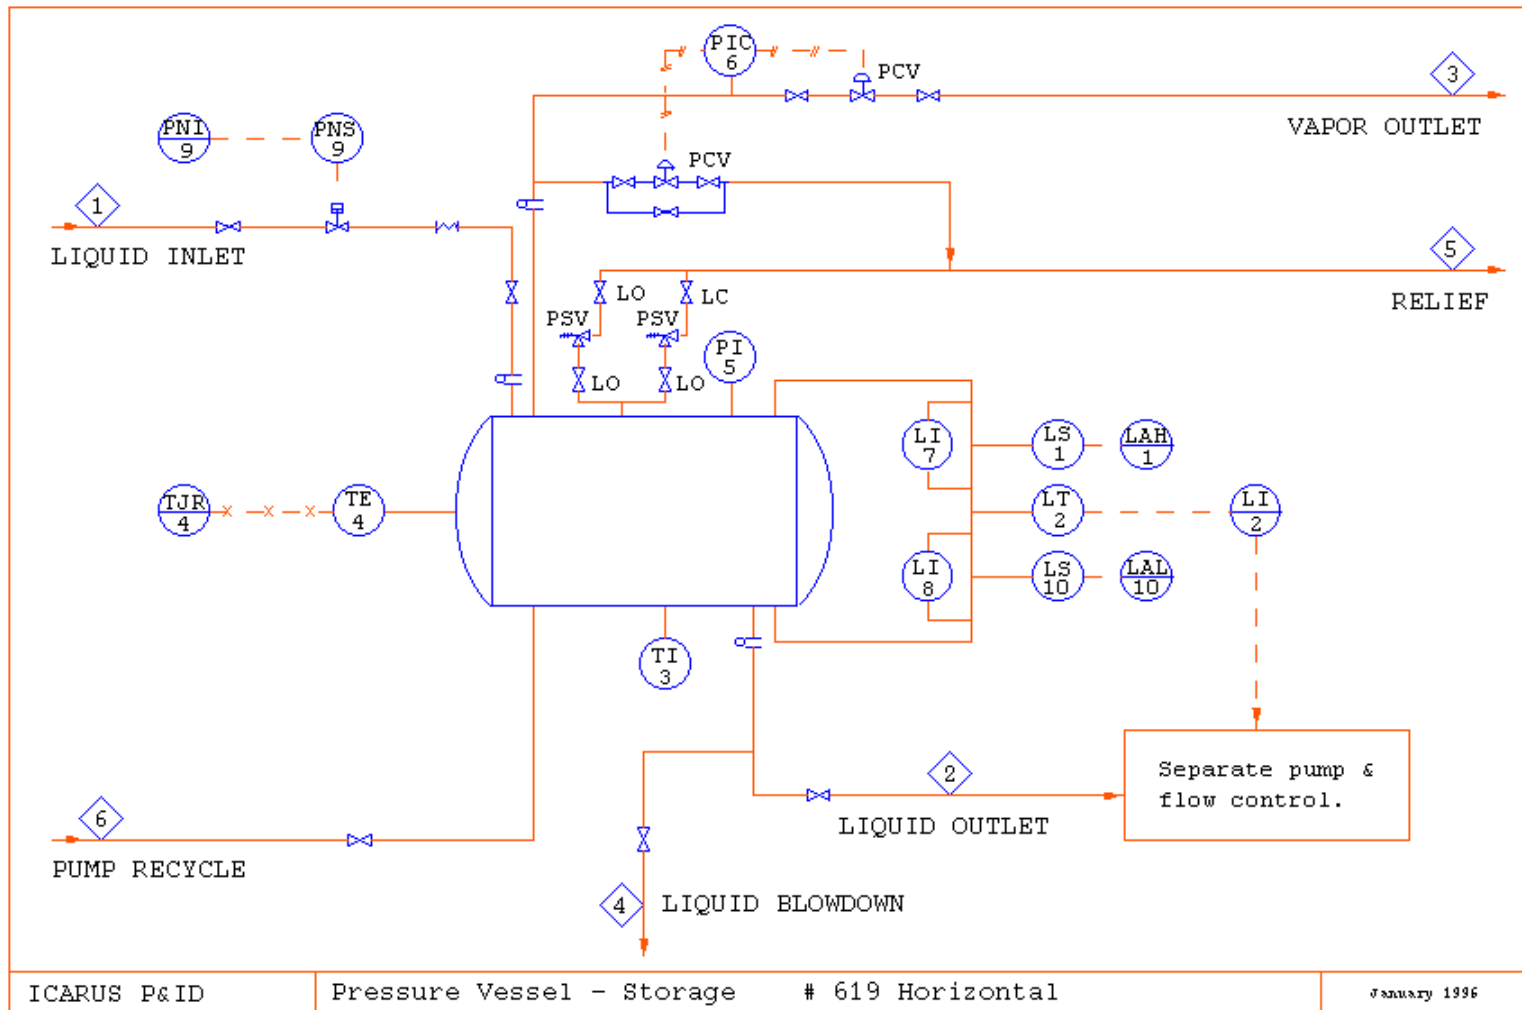 PIC
6
PCV
3
VAPOR OUTLET
PNI
9
PNS
9
PCV
1
LIQUID INLET
5
RELIEF
LO
LC
PSV
PSV
PI
5
LO
LO
LI
7
LS
1
LAH
1
TJR
4
TE
4
LT
2
LI
2
LI
8
LS
10
LAL
10
TI
3
Separate pump &
flow control.
2
LIQUID OUTLET
6
PUMP RECYCLE
4
LIQUID BLOWDOWN
ICARUS P&ID
Pressure Vessel - Storage # 619 Horizontal
January 1996